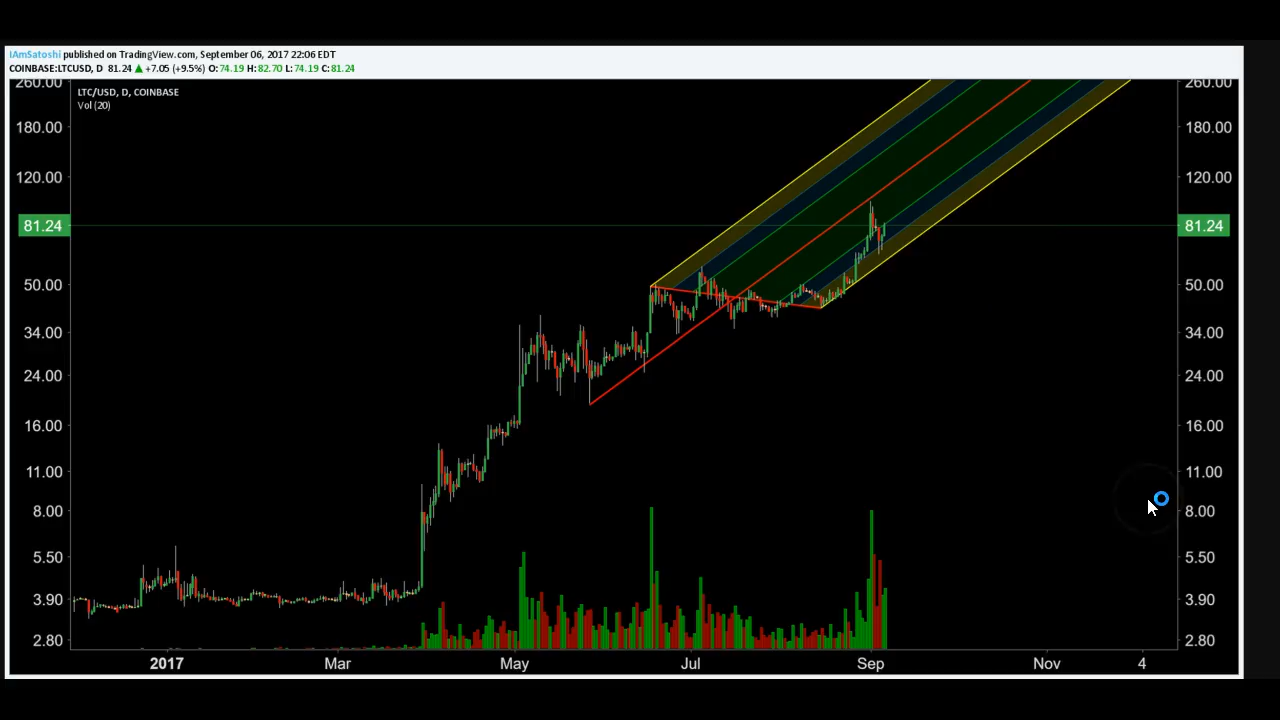 IAmSatoshi published on TradingView.com, September 06, 2017 22:06 EDT
COINBASE:LTCUSD, D 81.24 ▲ +7.05 (+9.5%) O:74.19 H:82.70 L:74.19 C:81.24
LTC/USD, D, COINBASE
Vol (20)
260.00 260.00
180.00 180.00
120.00 120.00
81.24 81.24
50.00 50.00
34.00 34.00
24.00 24.00
16.00 16.00
11.00 11.00
8.00 8.00
5.50 5.50
3.90 3.90
2.80 2.80
2017 Mar May Jul Sep Nov 4